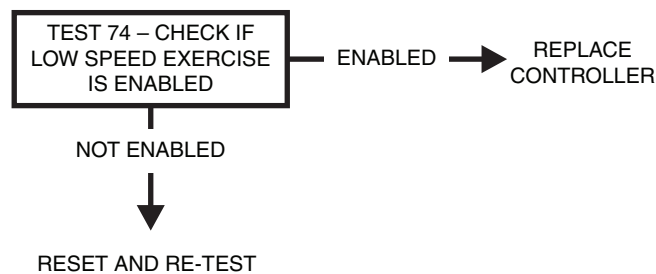 TEST 74 – CHECK IF
LOW SPEED EXERCISE
IS ENABLED
ENABLED
REPLACE
CONTROLLER
NOT ENABLED
RESET AND RE-TEST